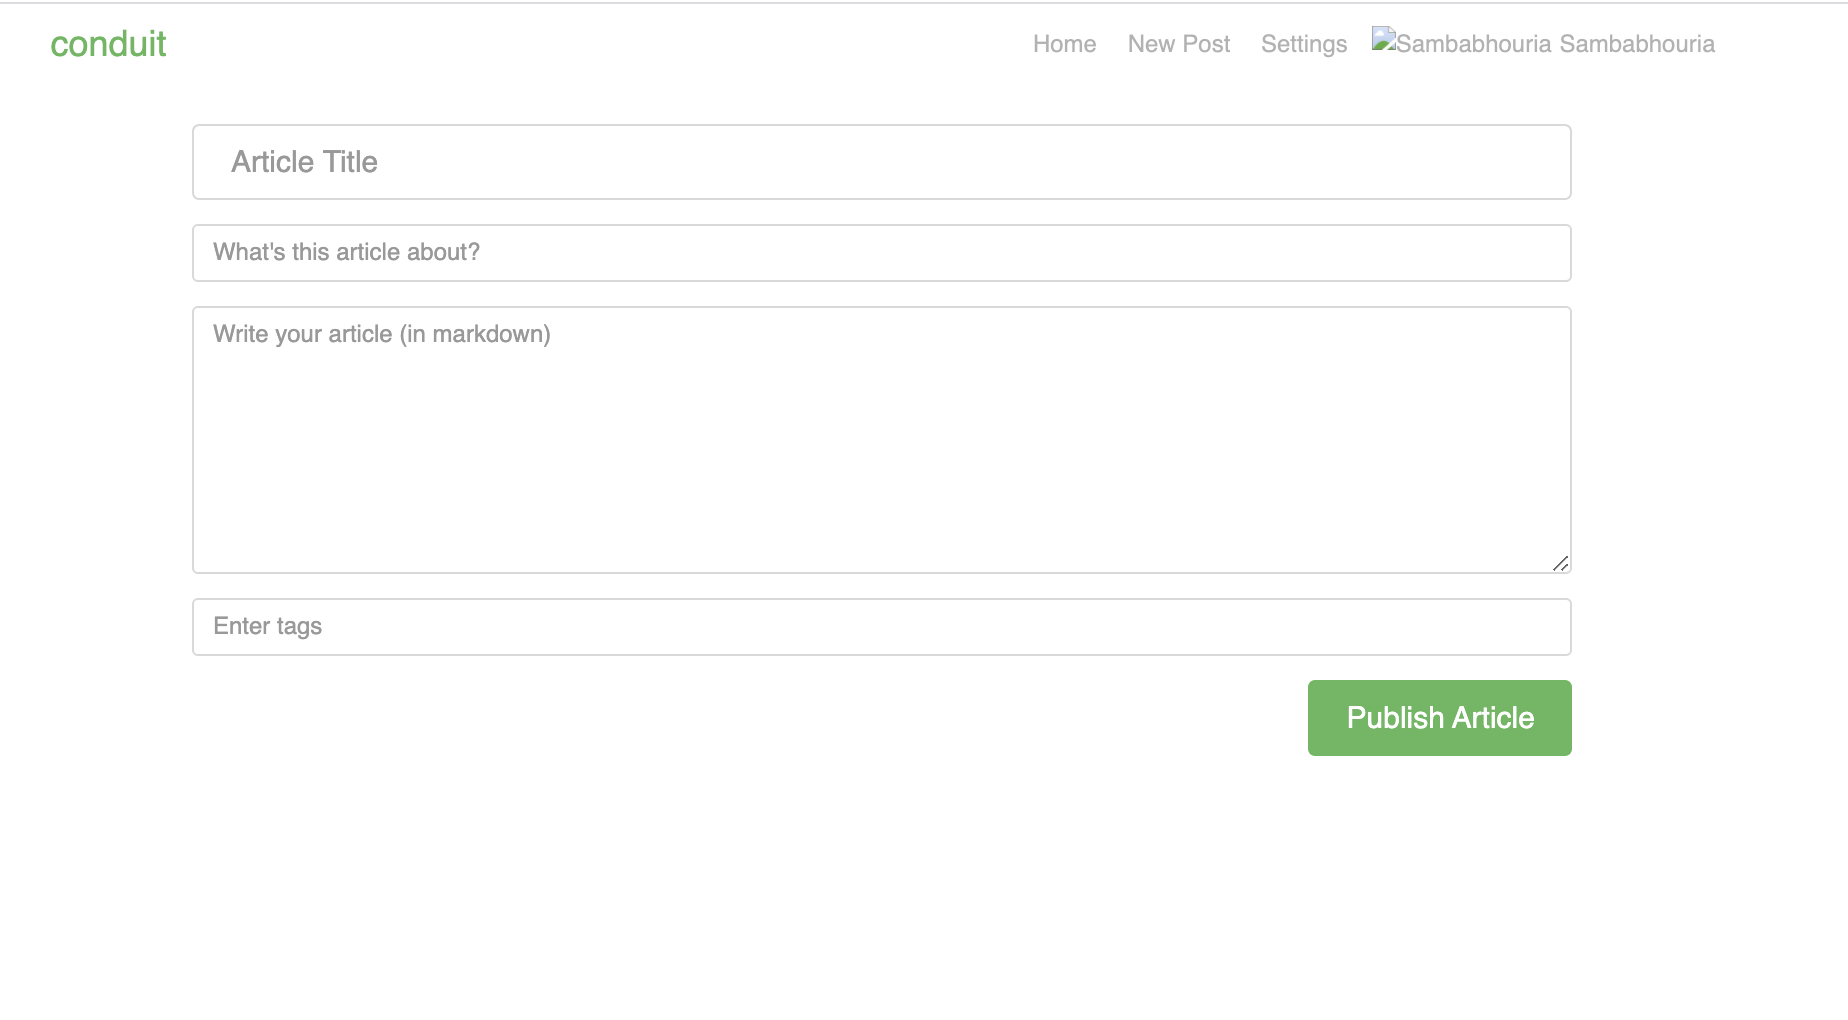 conduit
Home New Post Settings Sambabhouria Sambabhouria
Article Title
What's this article about?
Write your article (in markdown)
Enter tags
Publish Article